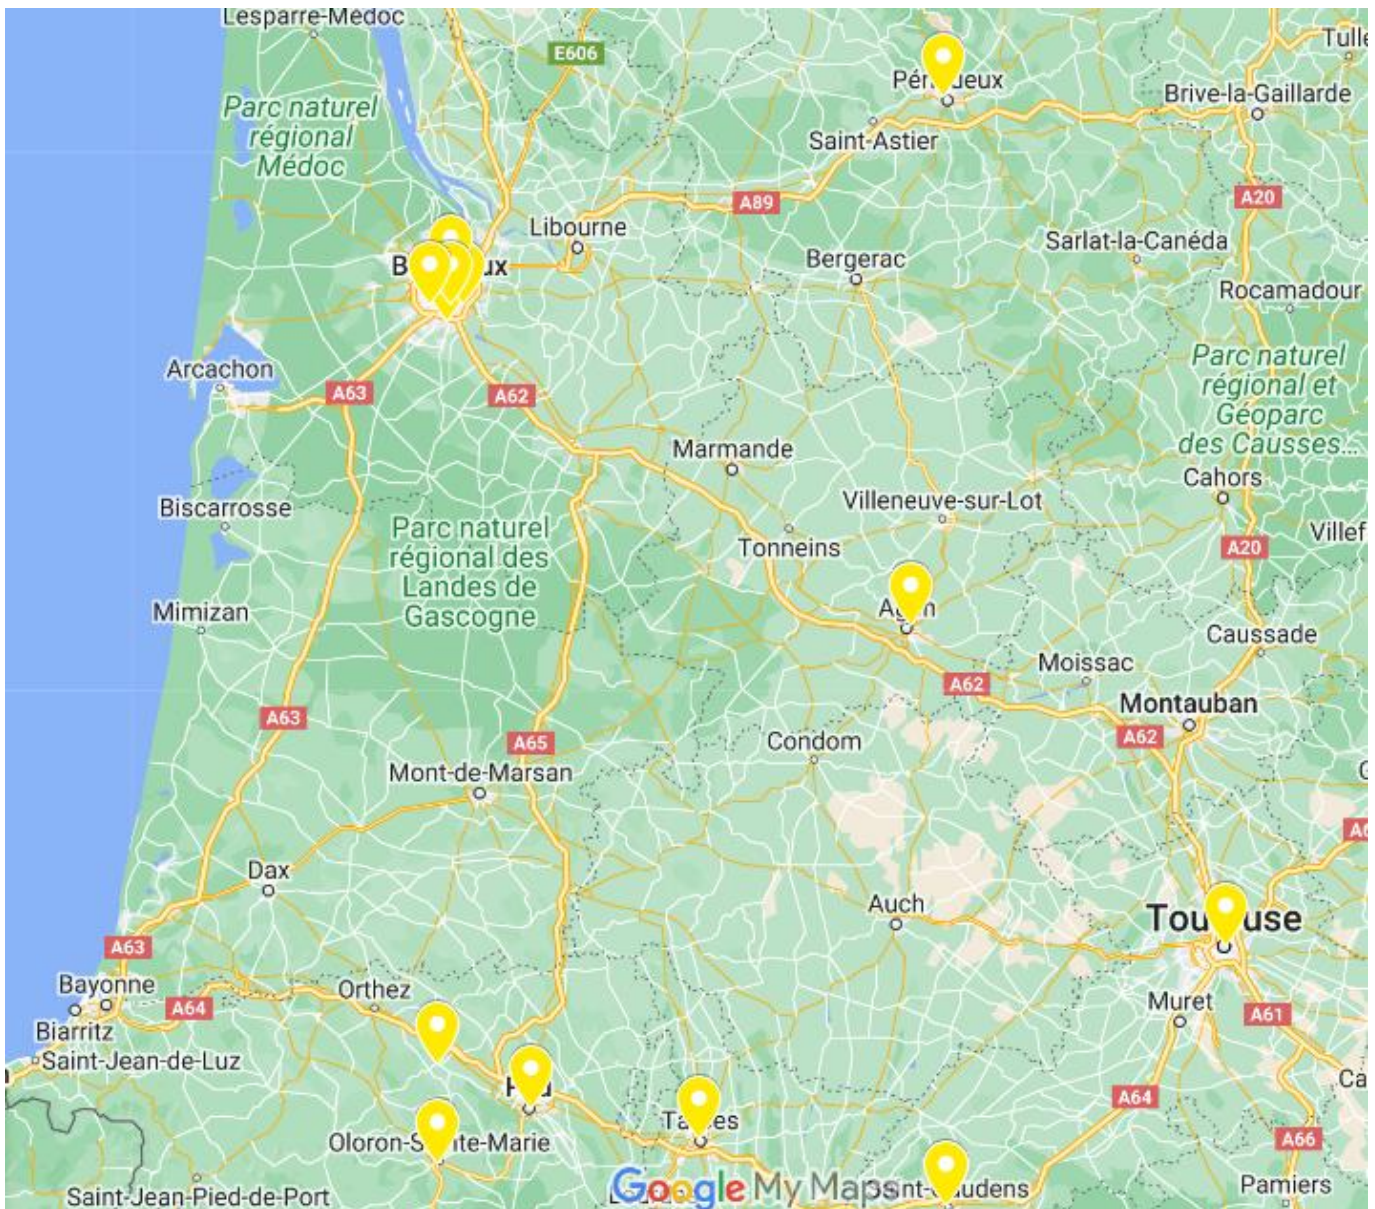 Lesparre-Médoc
E606
Tulle
Brive-la-Gaillarde
Parc naturel
régional
Médoc
Saint-Astier
A89
A20
Libourne
Sarlat-la-Canéda
Bergerac
Rocamadour
Arcachon
A63
A62
Parc naturel
régional et
Géoparc
des Causses...
Marmande
Cahors
Biscarrosse
Villeneuve-sur-Lot
Parc naturel
régional des
Landes de
Gascogne
Villef
Tonneins
A20
Mimizan
Caussade
Moissac
A62
Montauban
A63
A62
A65
Condom
Mont-de-Marsan
Dax
Auch
A63
Bayonne
Orthez
A64
Muret
A61
Biarritz
Saint-Jean-de-Luz
Ca
A64
A66
Saint-Jean-Pied-de-Port
Google My Maps
Pamiers